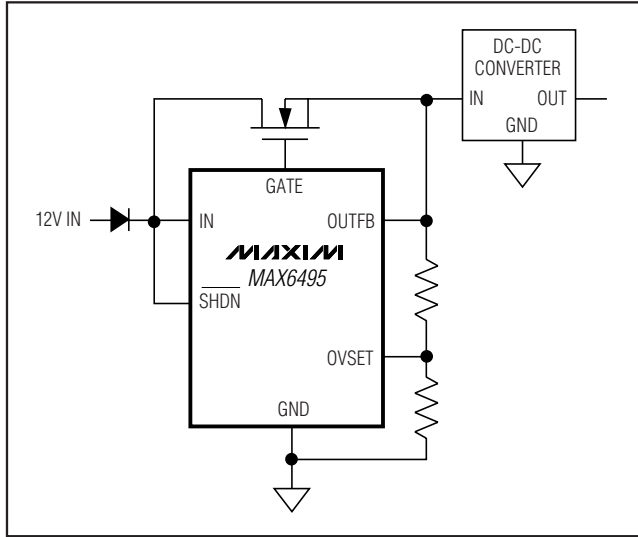 DC-DC
CONVERTER
IN OUT
GND
GATE
12V IN
IN OUTFB
MAXIM
MAX6495
SHDN
OVSET
GND